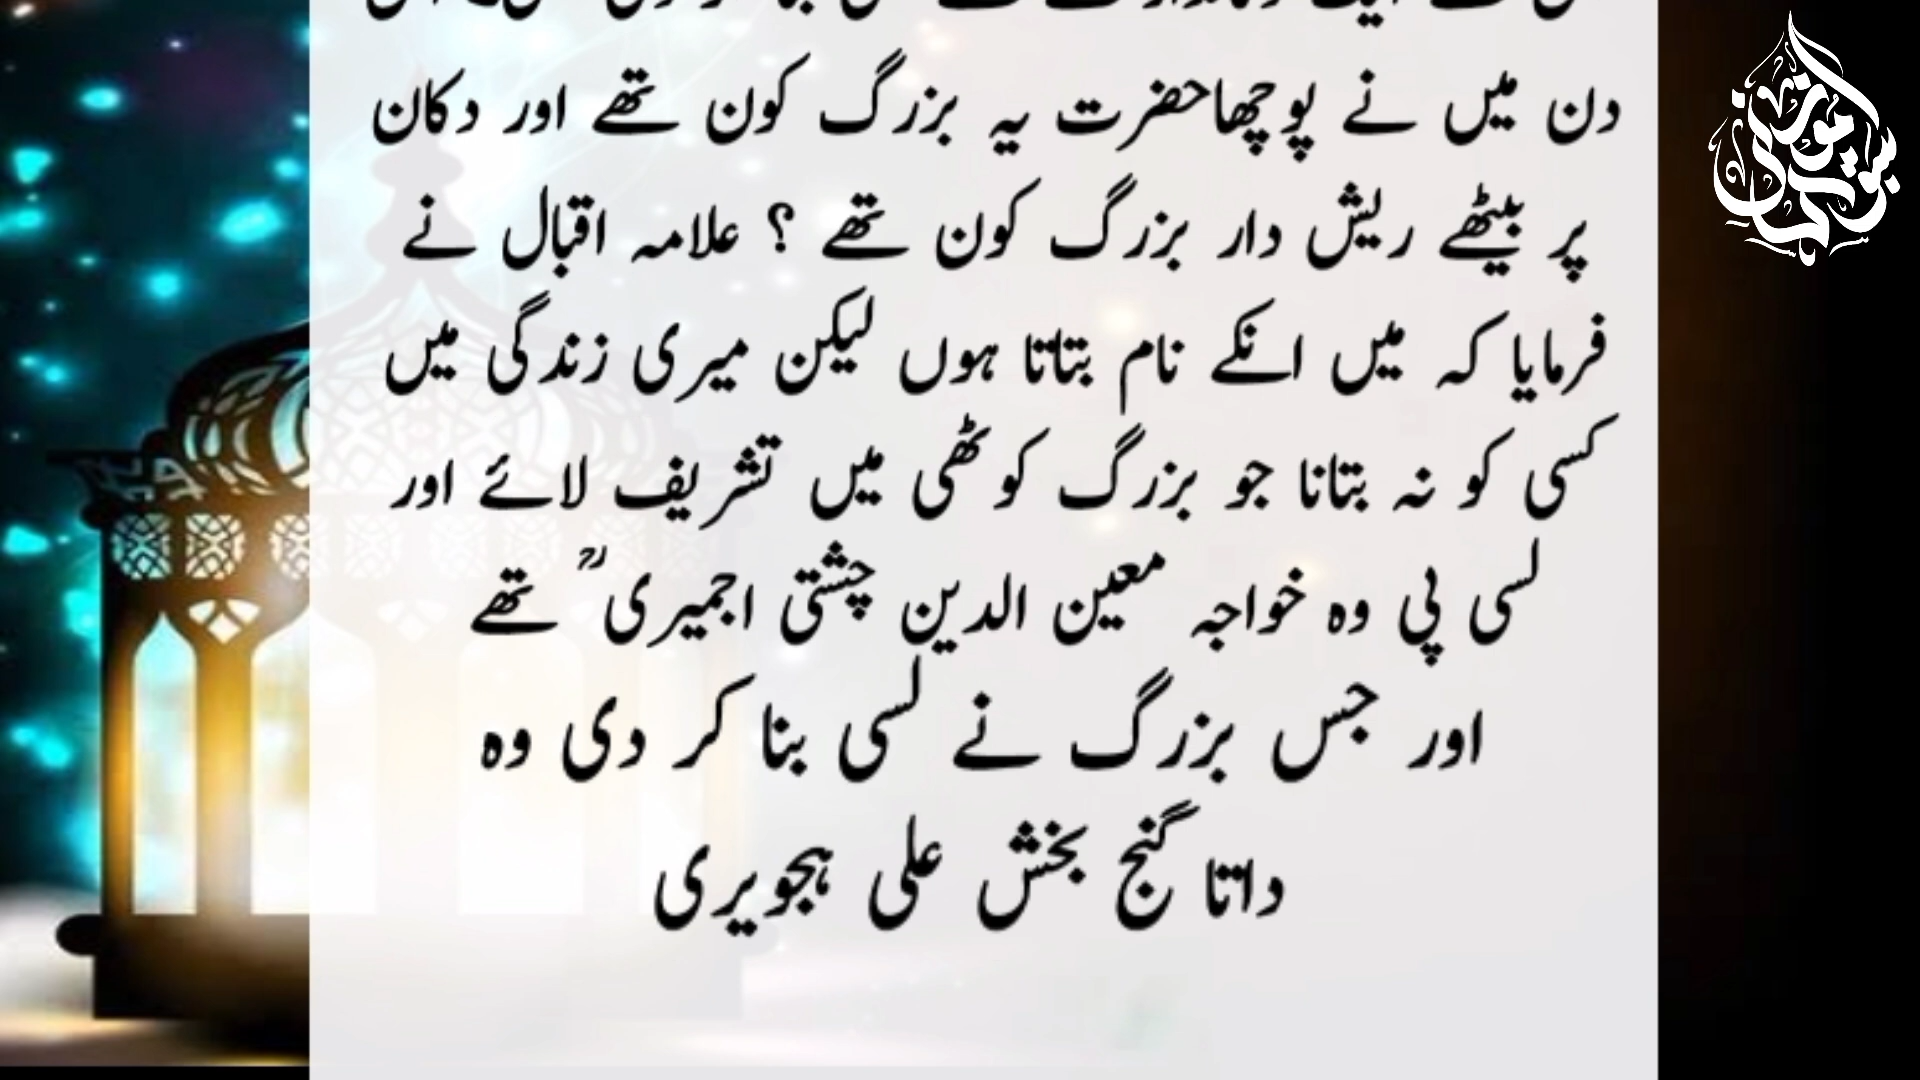 دن میں نے پوچھا حضرت یہ بزرگ کون تھے اور دکان
پر بیٹھے ریش دار بزرگ کون تھے ؟ علامہ اقبال نے
فرمایا کہ میں انکے نام بتاتا ہوں لیکن میری زندگی میں
کسی کو نہ بتانا جو بزرگ کوٹھی میں تشریف لائے اور
لسی پی وہ خواجہ معین الدین چشتی اجمیریؒ تھے
اور جس بزرگ نے لسی بنا کر دی وہ
داتا گنج بخش علی ہجویری